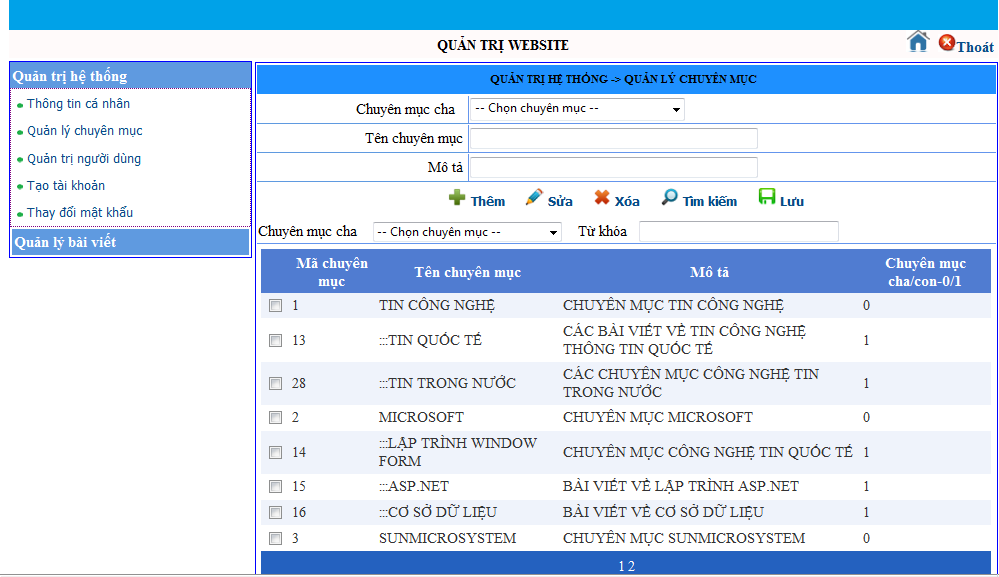 QUẢN TRỊ WEBSITE
Thoát
Quản trị hệ thống
Thông tin cá nhân
Quản lý chuyên mục
Quản trị người dùng
Tạo tài khoản
Thay đổi mật khẩu
Quản lý bài viết
QUẢN TRỊ HỆ THỐNG -> QUẢN LÝ CHUYÊN MỤC
Chuyên mục cha -- Chọn chuyên mục --
Tên chuyên mục
Mô tả
Thêm Sửa Xóa Tìm kiếm Lưu
Chuyên mục cha -- Chọn chuyên mục -- Từ khóa
Mã chuyên
mục
Tên chuyên mục
Mô tả
Chuyên mục
cha/con-0/1
1 TIN CÔNG NGHỆ CHUYÊN MỤC TIN CÔNG NGHỆ 0
13 :::TIN QUỐC TẾ CÁC BÀI VIẾT VỀ TIN CÔNG NGHỆ
THÔNG TIN QUỐC TẾ 1
28 :::TIN TRONG NƯỚC CÁC CHUYÊN MỤC CÔNG NGHỆ TIN
TRONG NƯỚC 1
2 MICROSOFT CHUYÊN MỤC MICROSOFT 0
14 :::LẬP TRÌNH WINDOW
FORM CHUYÊN MỤC CÔNG NGHỆ TIN QUỐC TẾ 1
15 :::ASP.NET BÀI VIẾT VỀ LẬP TRÌNH ASP.NET 1
16 :::CƠ SỞ DỮ LIỆU BÀI VIẾT VỀ CƠ SỞ DỮ LIỆU 1
3 SUNMICROSYSTEM CHUYÊN MỤC SUNMICROSYSTEM 0
1 2